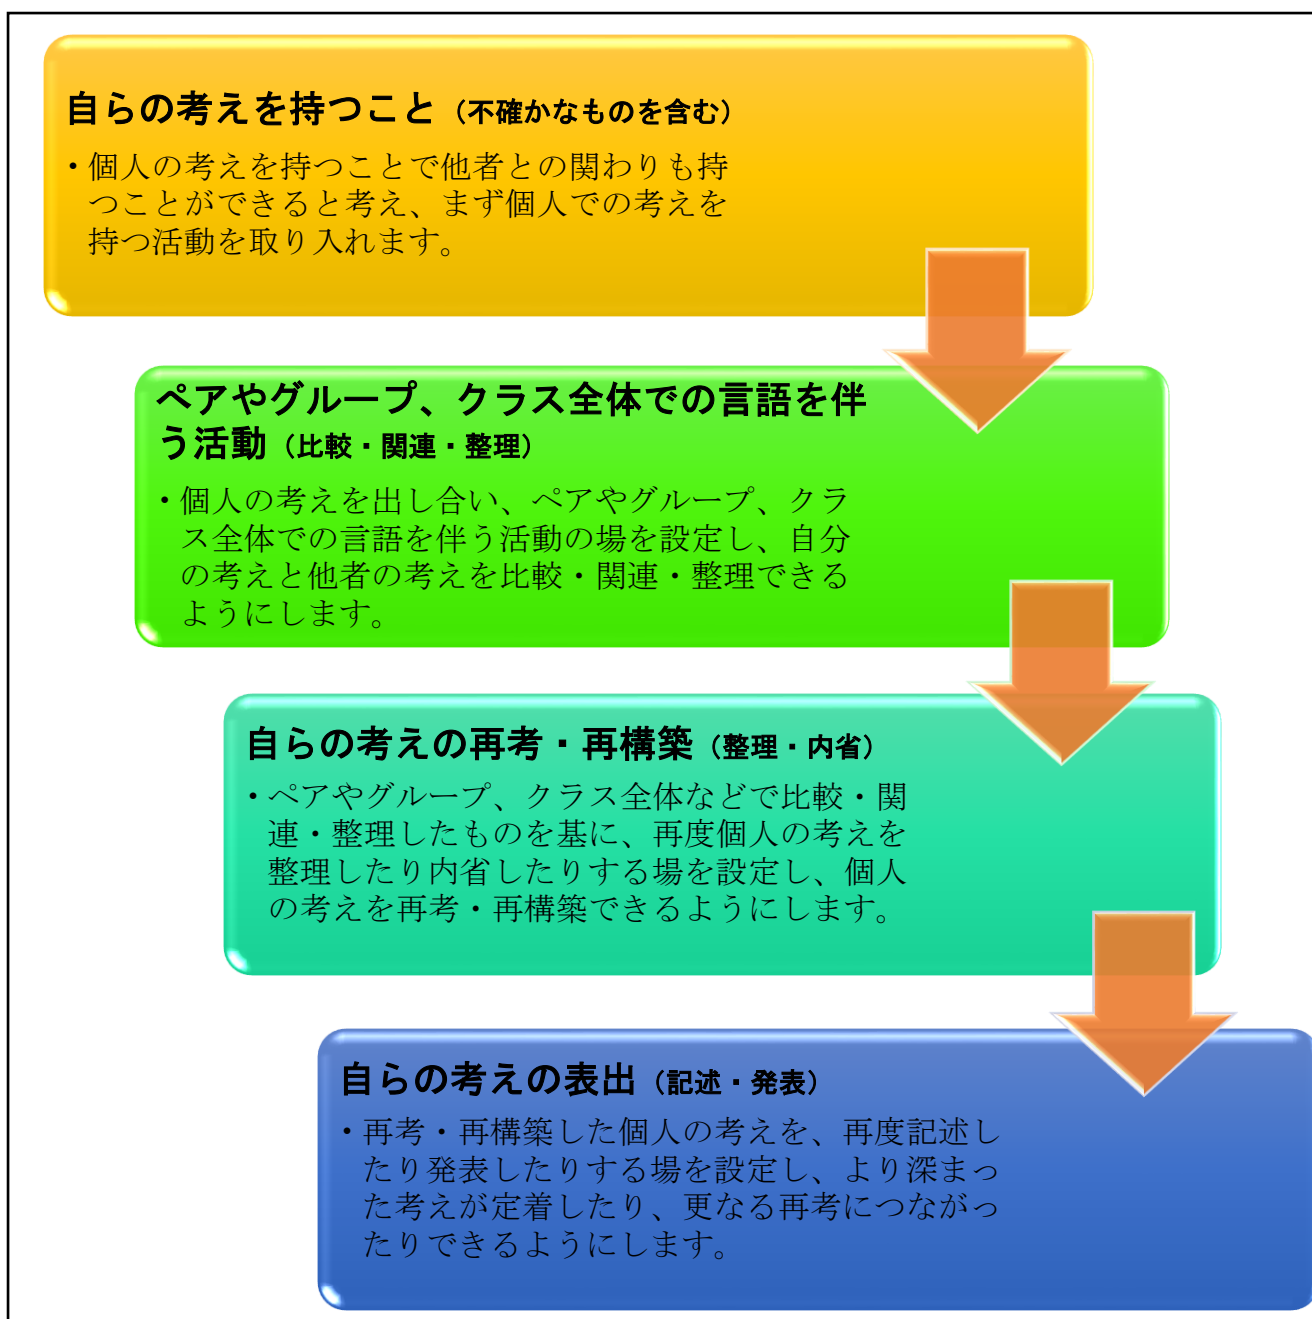 自らの考えを持つこと（不確かなものを含む）
・個人の考えを持つことで他者との関わりも持
つことができると考え、まず個人での考えを
持つ活動を取り入れます。
ペアやグループ、クラス全体での言語を伴
う活動（比較・関連・整理）
・個人の考えを出し合い、ペアやグループ、クラ
ス全体での言語を伴う活動の場を設定し、自分
の考えと他者の考えを比較・関連・整理できる
ようにします。
自らの考えの再考・再構築（整理・内省）
・ペアやグループ、クラス全体などで比較・関
連・整理したものを基に、再度個人の考えを
整理したり内省したりする場を設定し、個人
の考えを再考・再構築できるようにします。
自らの考えの表出（記述・発表）
・再考・再構築した個人の考えを、再度記述し
たり発表したりする場を設定し、より深まっ
た考えが定着したり、更なる再考につながっ
たりできるようにします。